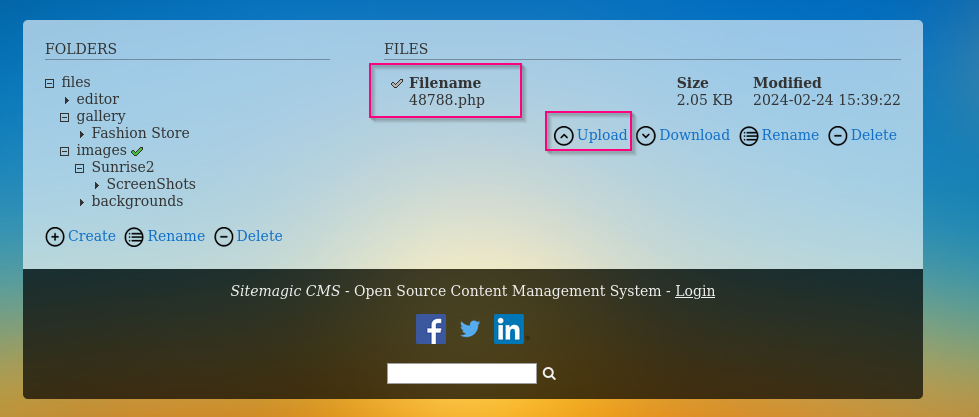 FOLDERS
files
editor
gallery
Fashion Store
images
Sunrise2
ScreenShots
backgrounds
Create Rename Delete
FILES
Filename Size Modified
48788.php 2.05 KB 2024-02-24 15:39:22
Upload Download Rename Delete
Sitemagic CMS - Open Source Content Management System - Login
f
in